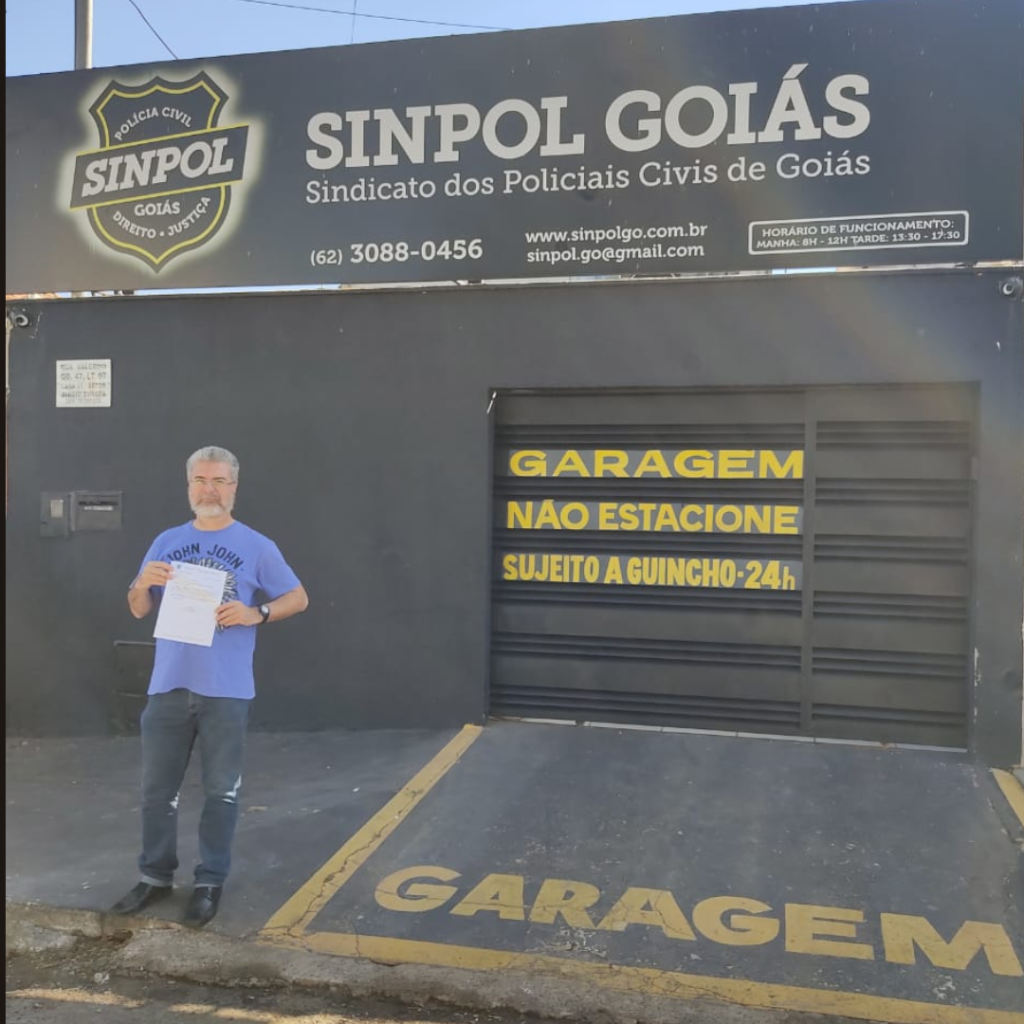 POLÍCIA CIVIL
SINPOL
GOIÁS
DIREITO • JUSTIÇA
SINPOL GOIÁS
Sindicato dos Policiais Civis de Goiás
(62) 3088-0456
www.sinpolgo.com.br
sinpol.go@gmail.com
HORÁRIO DE FUNCIONAMENTO:
MANHA: 8H - 12H TARDE: 13:30 - 17:30
GARAGEM
NÃO ESTACIONE
SUJEITO A GUINCHO-24h
JOHN JOHN
GARAGEM